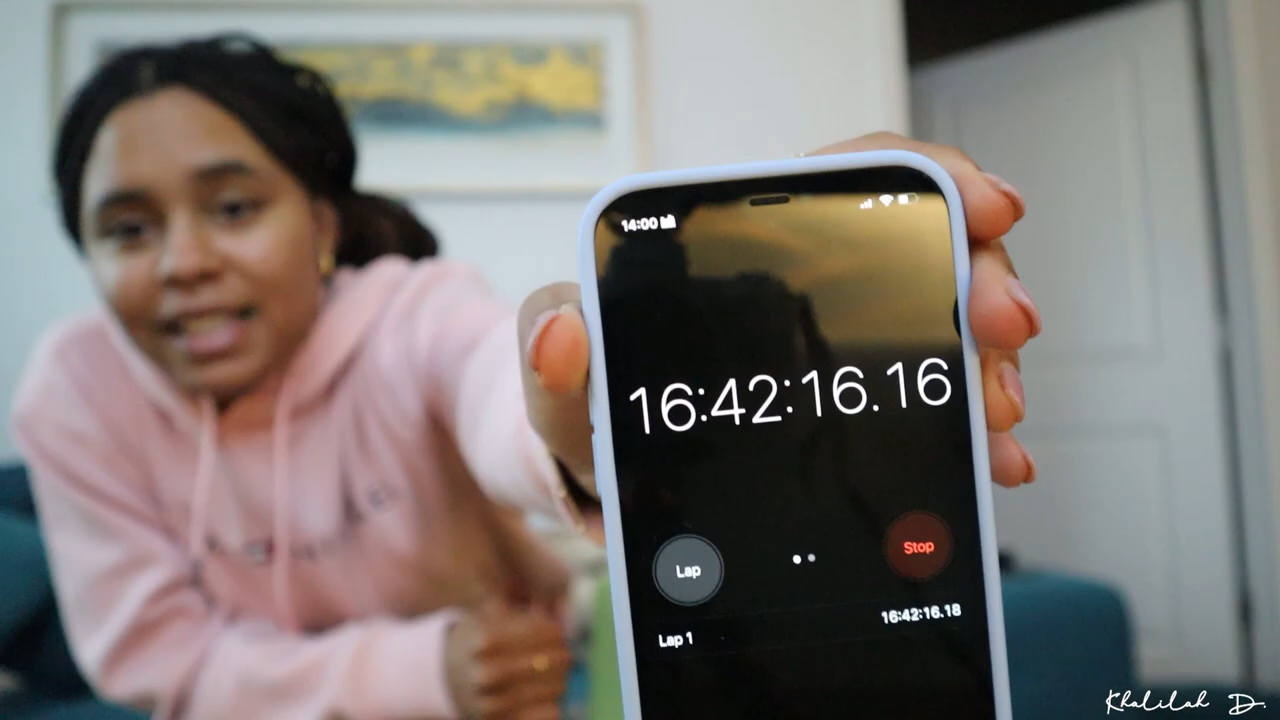 14:00
16:42:16.16
Lap
Stop
Lap 1
16:42:16.18
Khalilah D.